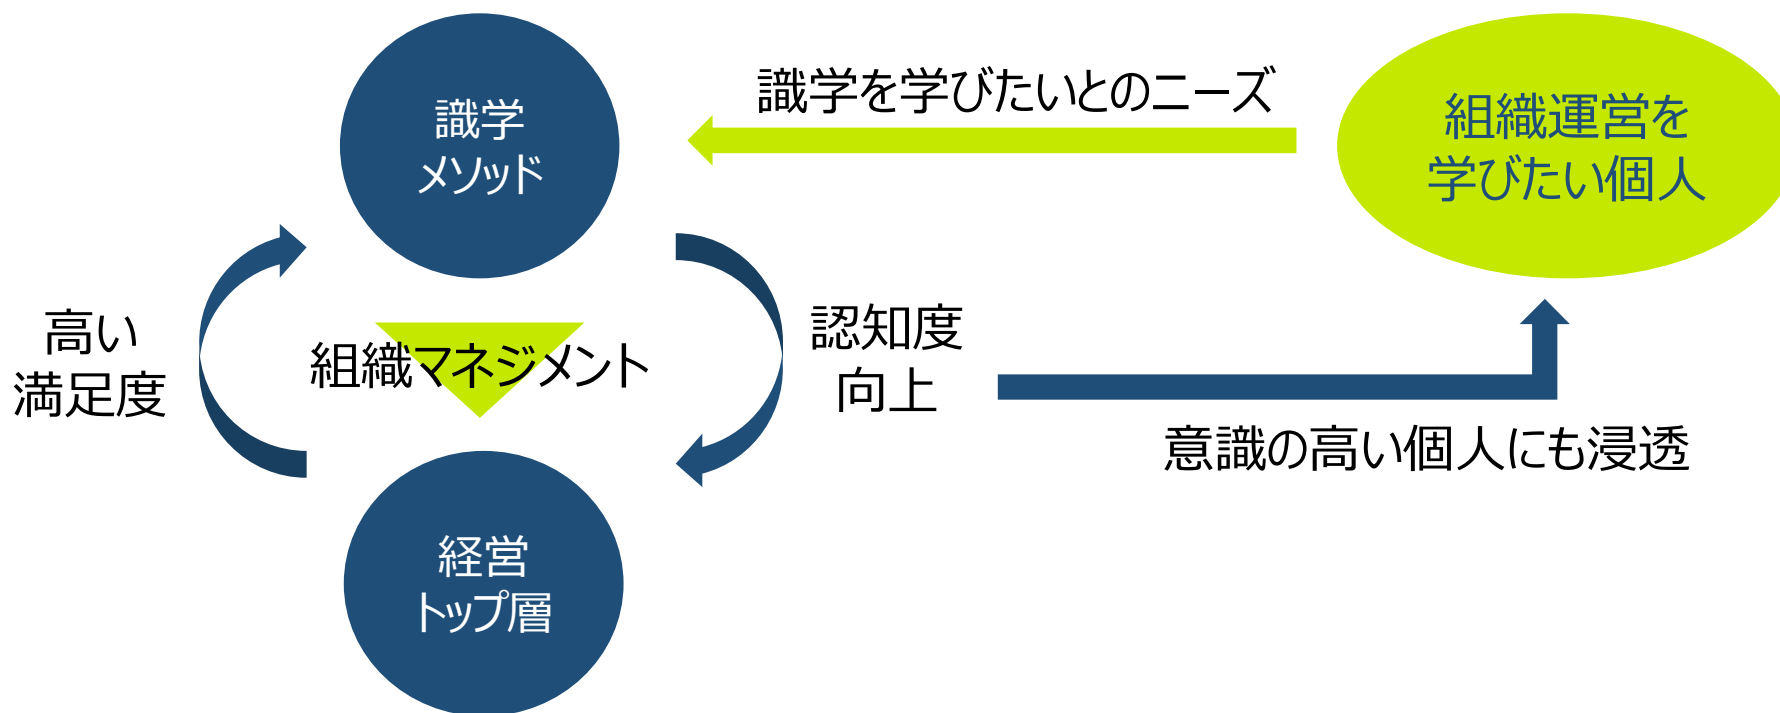 識学
メソッド
識学を学びたいとのニーズ
組織運営を
学びたい個人
高い
満足度
組織マネジメント
認知度
向上
意識の高い個人にも浸透
経営
トップ層